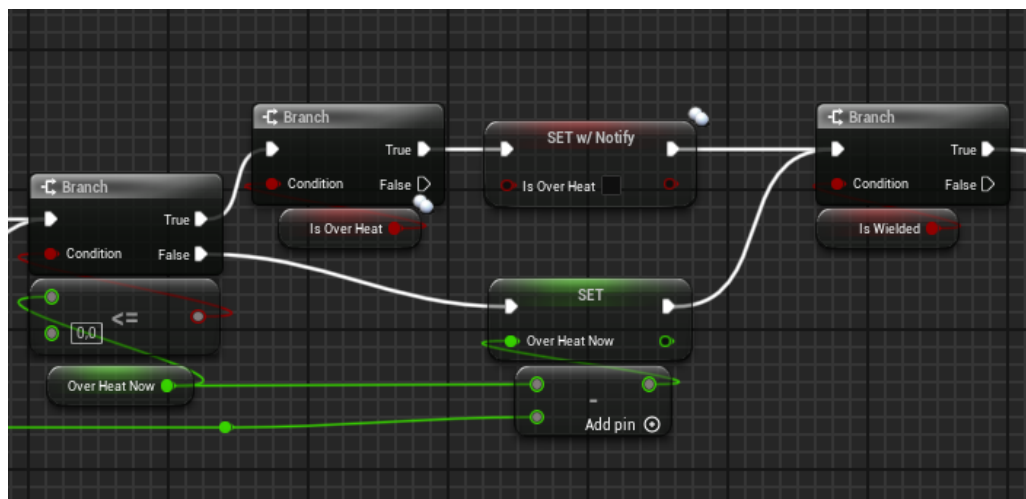 Branch
True
Condition
False
<=
0,0
Over Heat Now
Branch
True
Condition
False
Is Over Heat
SET w/ Notify
Is Over Heat
SET
Over Heat Now
-
Add pin
Branch
True
Condition
False
Is Wielded